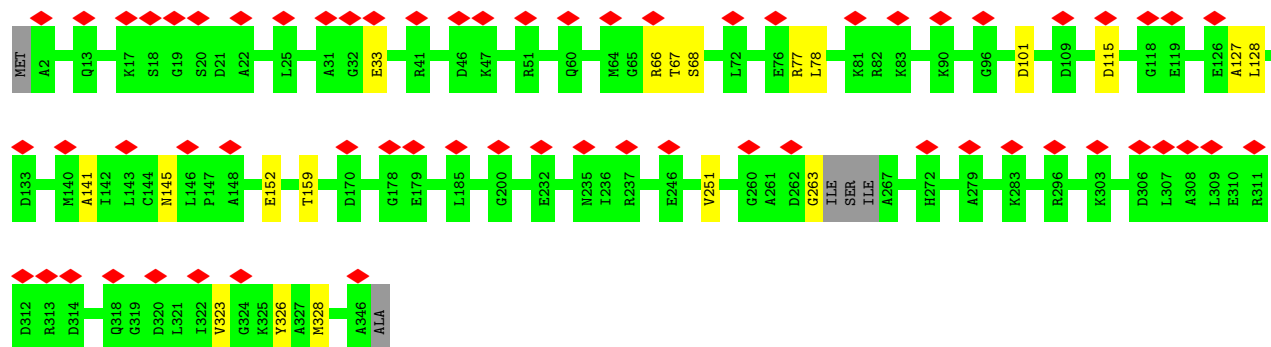 MET A2 Q13 K17 S18 G19 S20 D21 A22 L25 A31 G32 E33 R41 D46 K47 R51 Q60 M64 G65 R66 T67 S68 L72 E76 R77 L78 K81 R82 K83 K90 G96 D101 D109 D115 G118 E119 E126 A127 L128
D133 M140 A141 I142 L143 C144 N145 L146 P147 A148 E152 T159 D170 G178 E179 L185 G200 E232 N235 I236 R237 E246 V251 G260 A261 D262 G263 ILE SER ILE A267 H272 A279 K283 R296 K303 D306 L307 A308 L309 E310 R311
D312 R313 D314 Q318 G319 D320 L321 I322 V323 G324 K325 Y326 A327 M328 A346 ALA